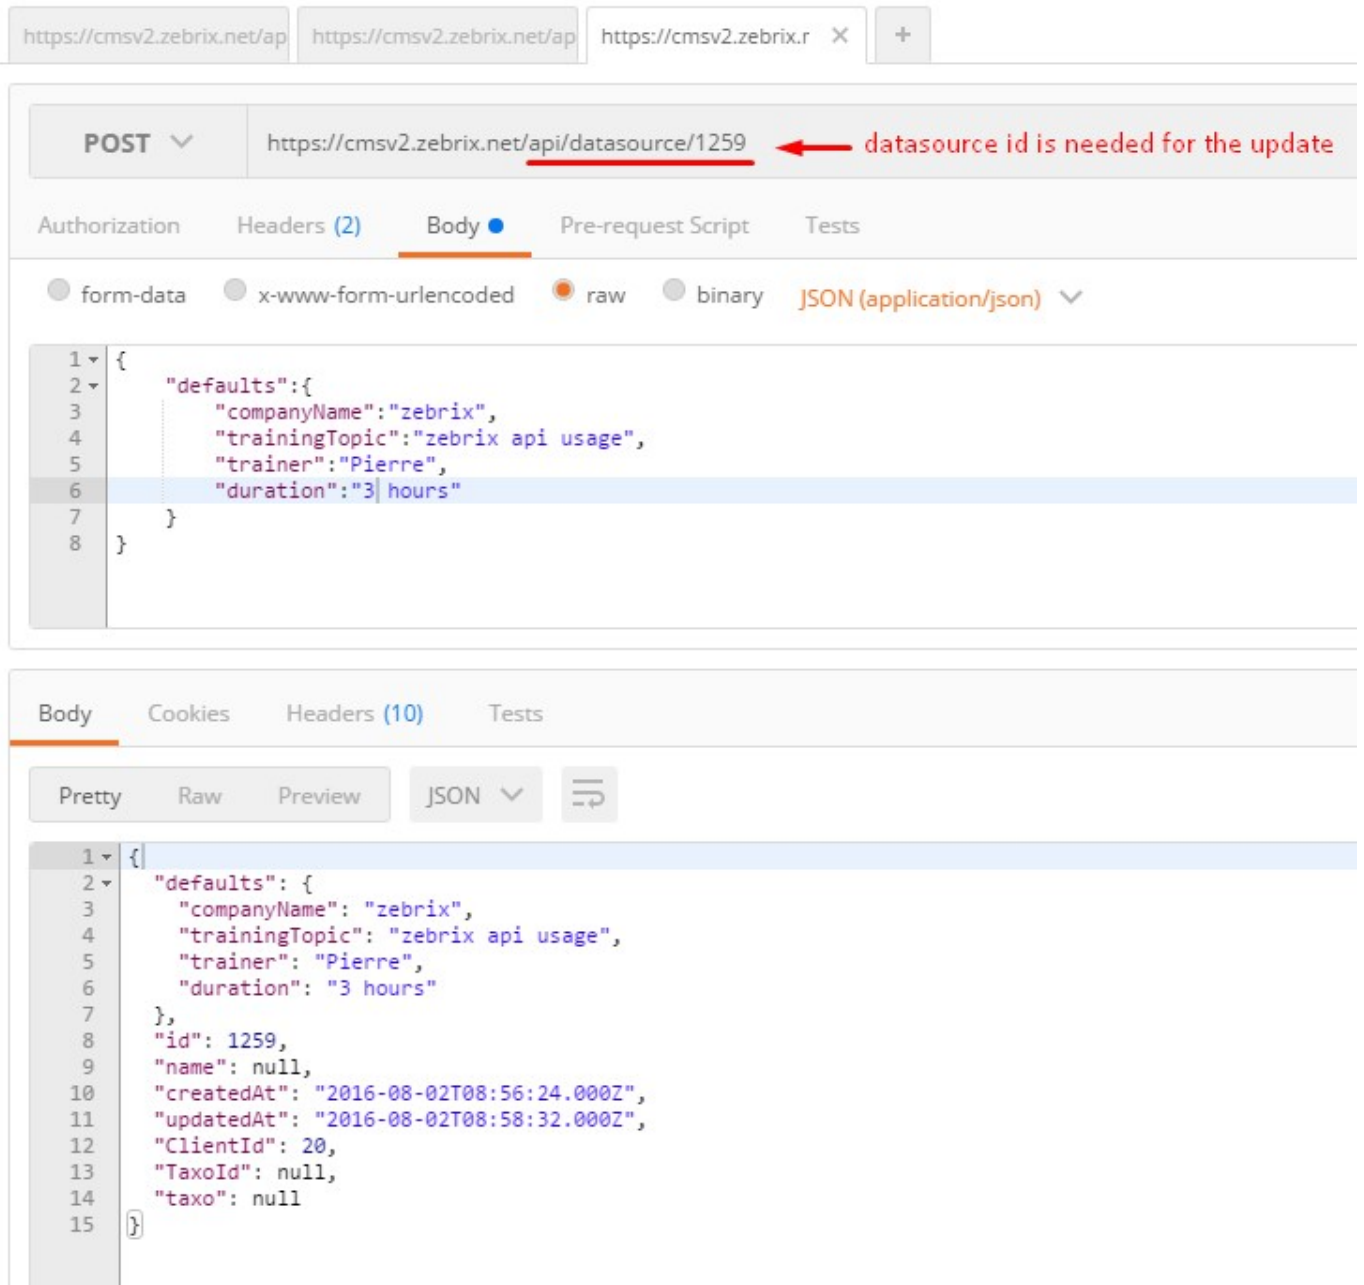 https://cmsv2.zebrix.net/ap https://cmsv2.zebrix.net/ap https://cmsv2.zebrix.r × +
POST https://cmsv2.zebrix.net/api/datasource/1259 datasource id is needed for the update
Authorization Headers (2) Body Pre-request Script Tests
form-data x-www-form-urlencoded raw binary JSON (application/json)
1 {
2 "defaults":{
3 "companyName":"zebrix",
4 "trainingTopic":"zebrix api usage",
5 "trainer":"Pierre",
6 "duration":"3 hours"
7 }
8 }
Body Cookies Headers (10) Tests
Pretty Raw Preview JSON
1 {
2 "defaults": {
3 "companyName": "zebrix",
4 "trainingTopic": "zebrix api usage",
5 "trainer": "Pierre",
6 "duration": "3 hours"
7 },
8 "id": 1259,
9 "name": null,
10 "createdAt": "2016-08-02T08:56:24.000Z",
11 "updatedAt": "2016-08-02T08:58:32.000Z",
12 "ClientId": 20,
13 "TaxoId": null,
14 "taxo": null
15 }